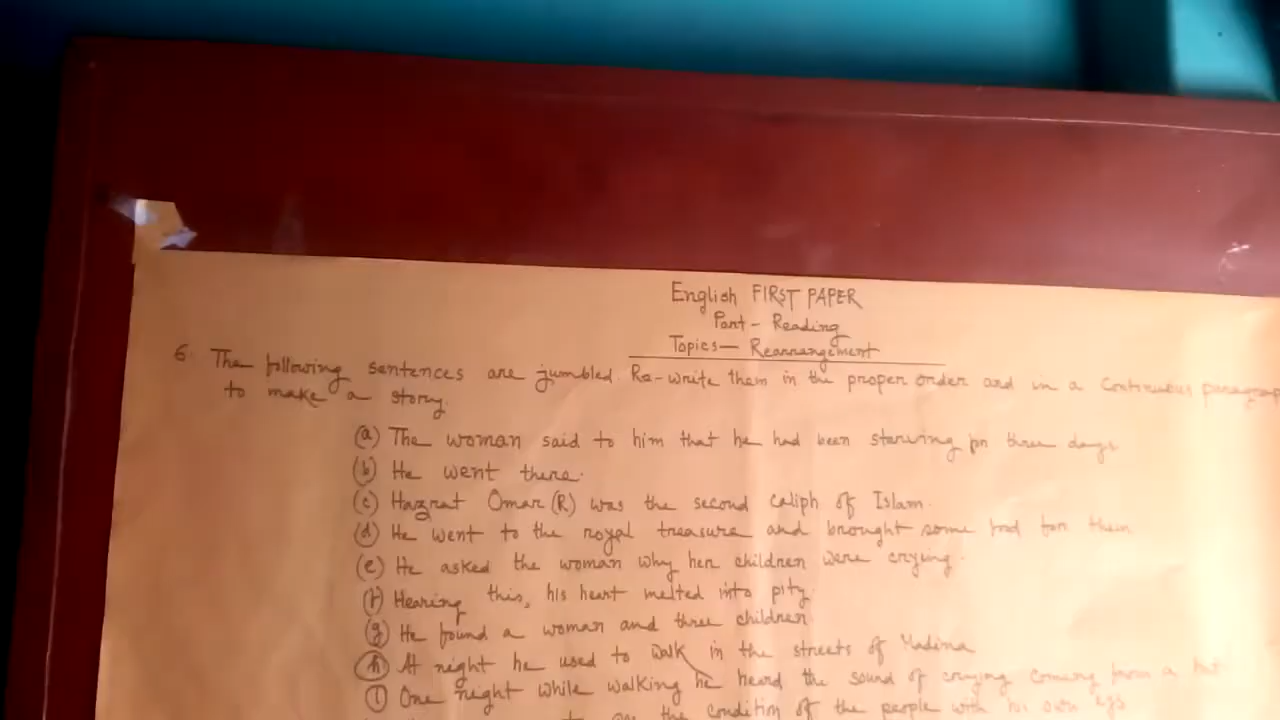 English FIRST PAPER
Part - Reading
Topics— Rearrangement
6. The following sentences are jumbled. Re-write them in the proper order and in a continuous paragrap
to make a story.
(a) The woman said to him that he had been starving for three days
(b) He went there.
(c) Hazrat Omar (R) was the second caliph of Islam.
(d) He went to the royal treasure and brought some food for them
(e) He asked the woman why her children were crying.
(f) Hearing this, his heart melted into pity.
(g) He found a woman and three children.
(h) At night he used to walk in the streets of Madina
(i) One night while walking he heard the sound of crying coming from a hut
the condition of the people with his own eys